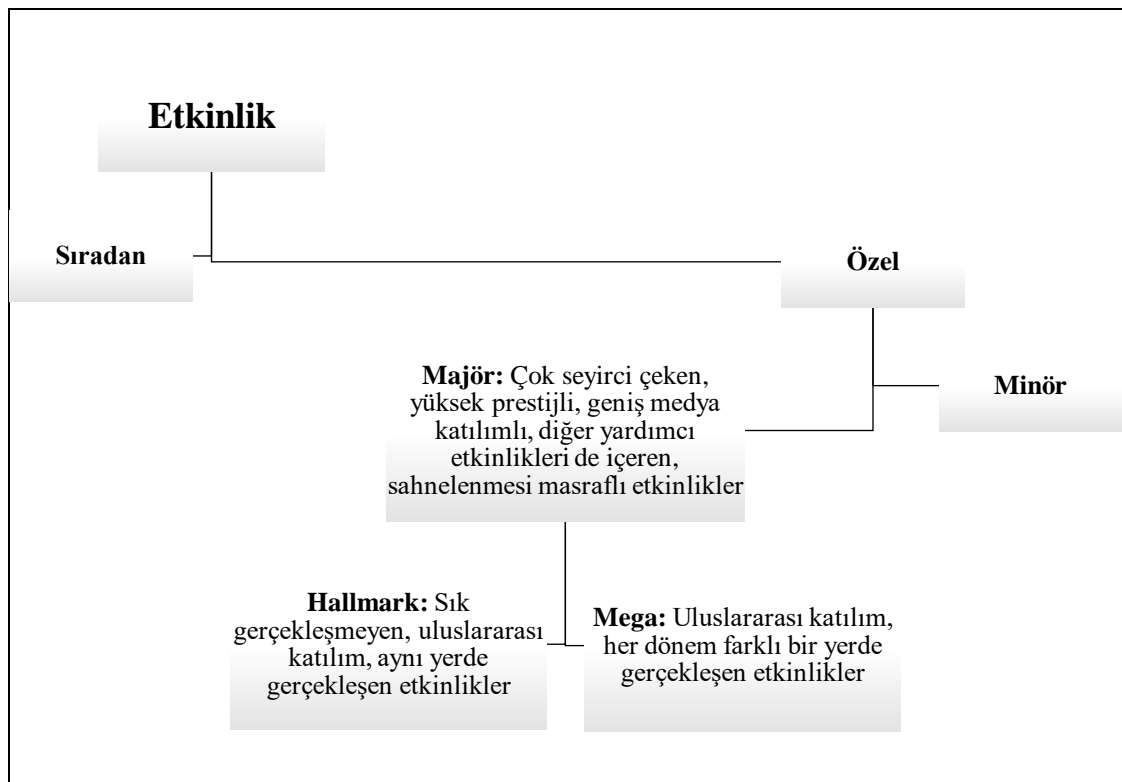 Etkinlik
Sıradan
Özel
Majör: Çok seyirci çeken,
yüksek prestijli, geniş medya
katılımlı, diğer yardımcı
etkinlikleri de içeren,
sahnelenmesi masraflı etkinlikler
Minör
Hallmark: Sık
gerçekleşmeyen, uluslararası
katılım, aynı yerde
gerçekleşen etkinlikler
Mega: Uluslararası katılım,
her dönem farklı bir yerde
gerçekleşen etkinlikler